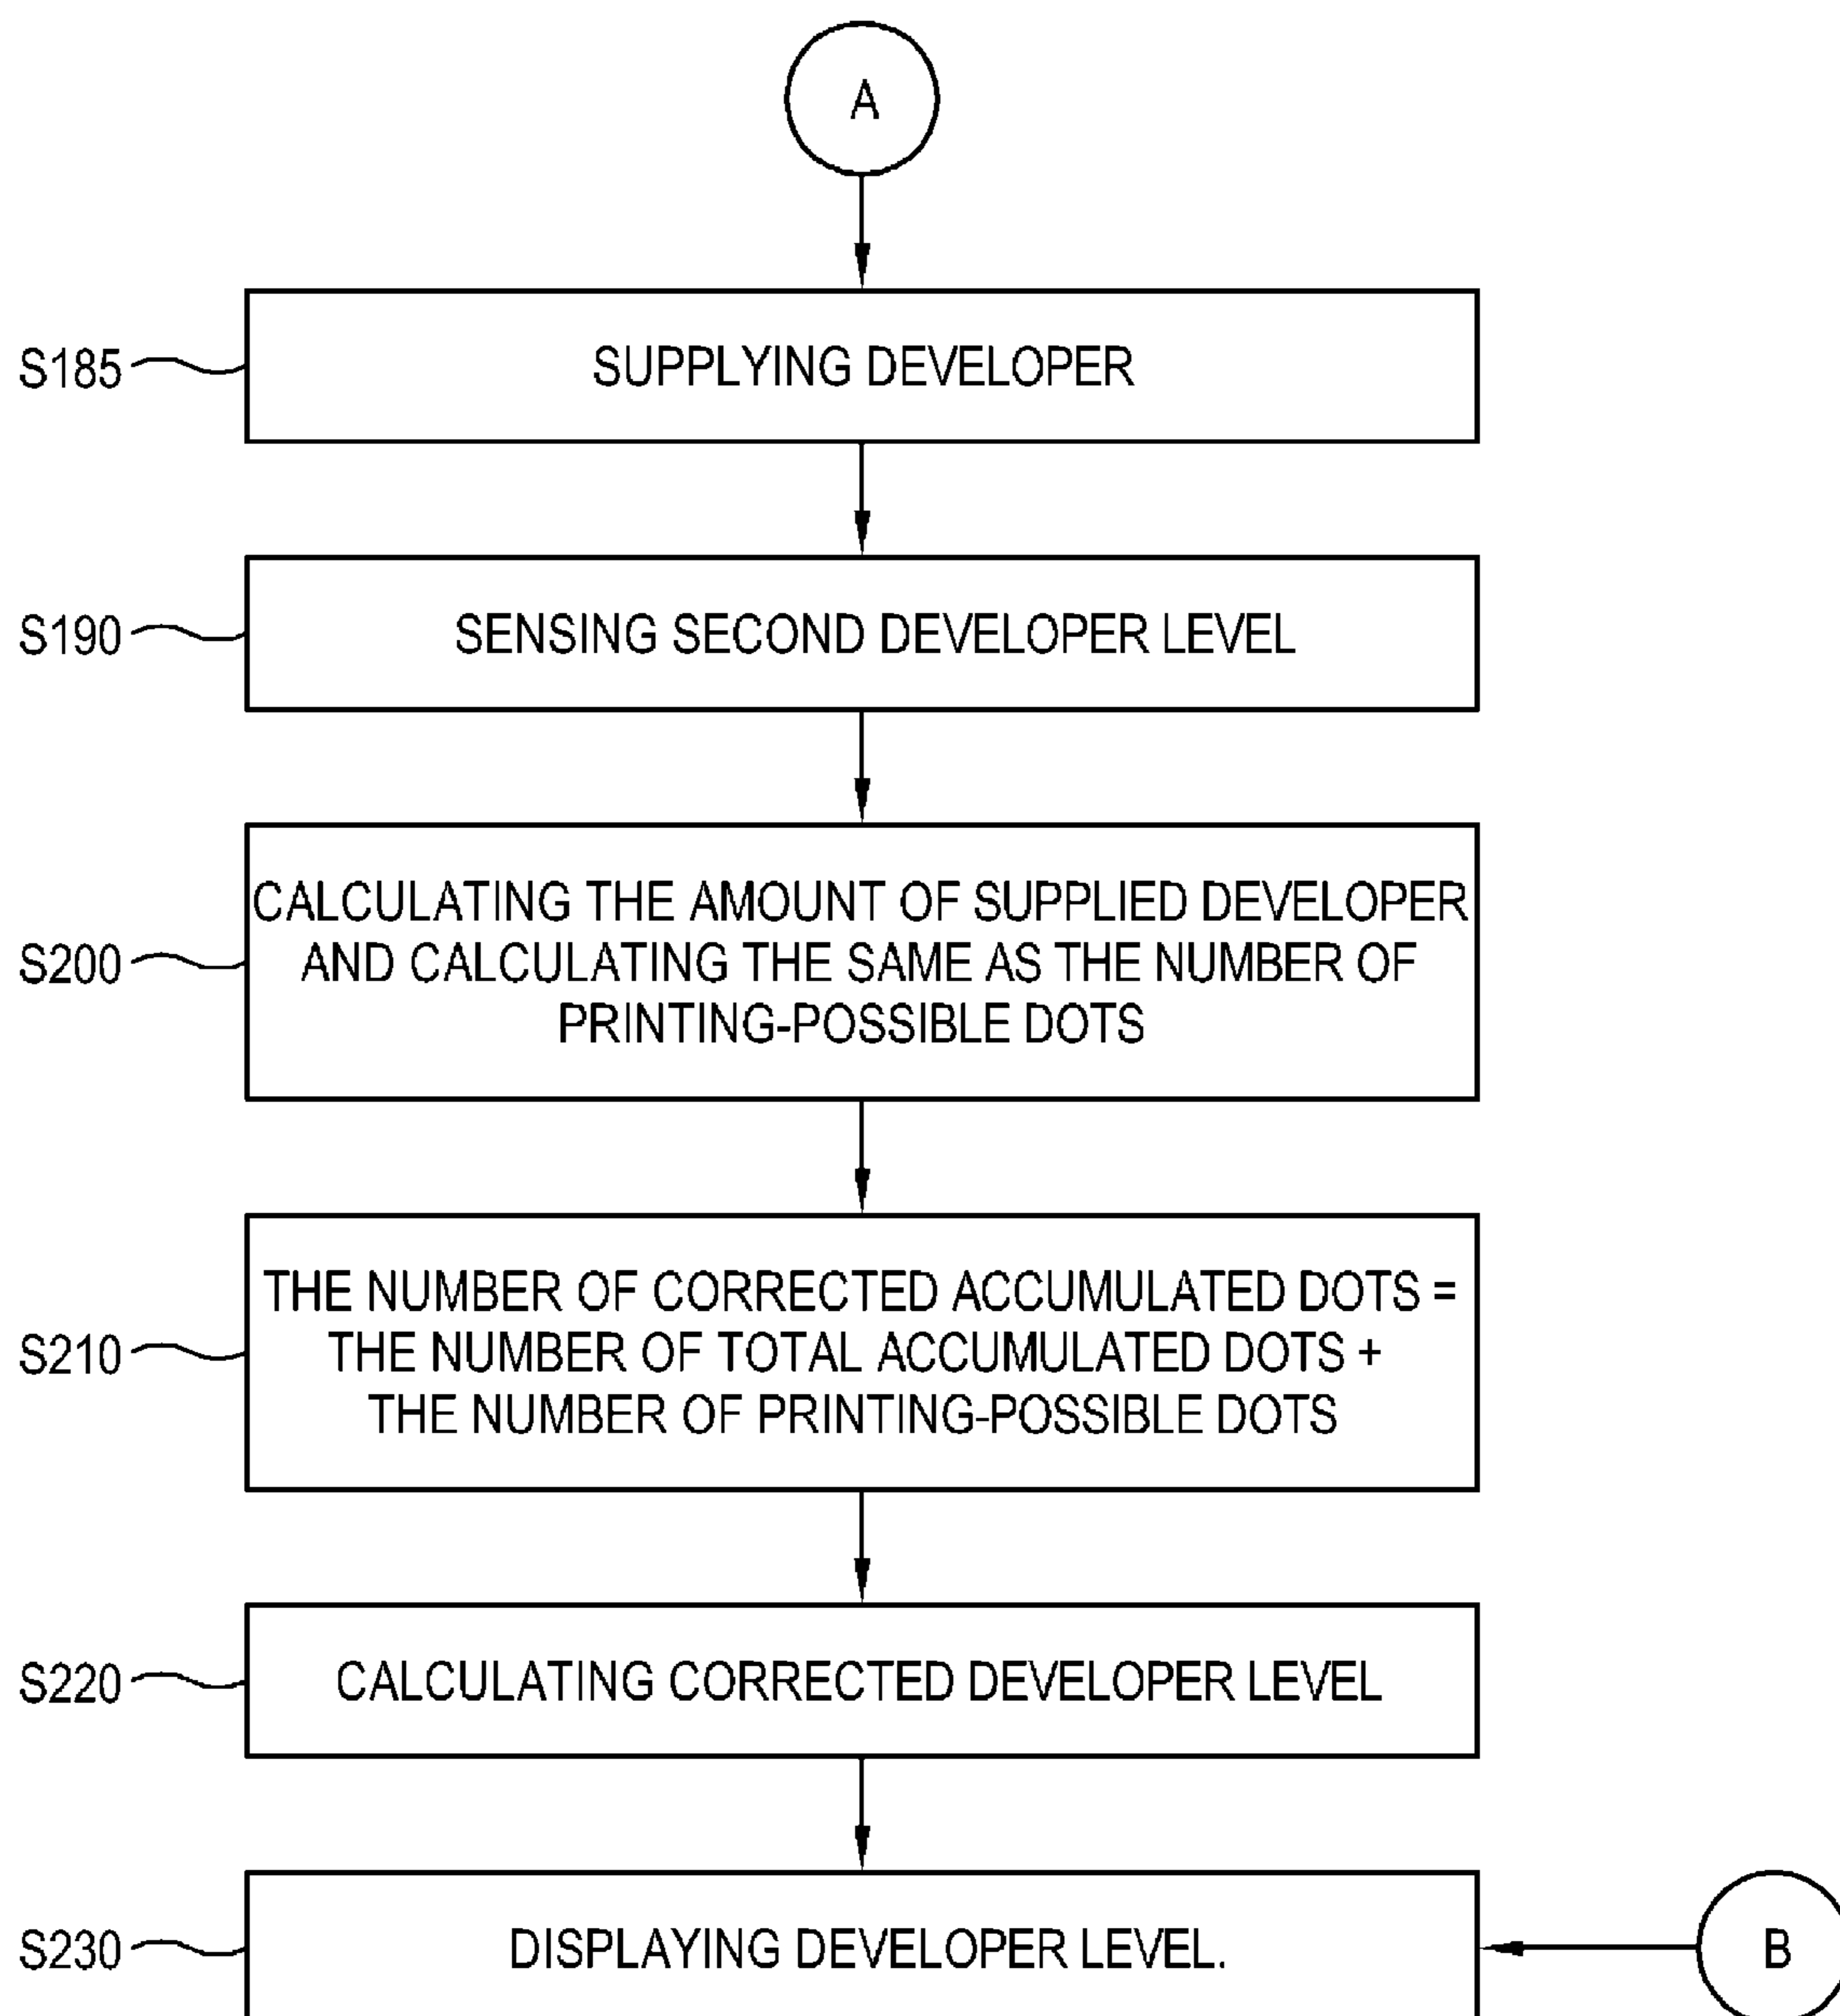 A
S185
SUPPLYING DEVELOPER
S190
SENSING SECOND DEVELOPER LEVEL
S200
CALCULATING THE AMOUNT OF SUPPLIED DEVELOPER
AND CALCULATING THE SAME AS THE NUMBER OF
PRINTING-POSSIBLE DOTS
S210
THE NUMBER OF CORRECTED ACCUMULATED DOTS =
THE NUMBER OF TOTAL ACCUMULATED DOTS +
THE NUMBER OF PRINTING-POSSIBLE DOTS
S220
CALCULATING CORRECTED DEVELOPER LEVEL
S230
DISPLAYING DEVELOPER LEVEL.
B